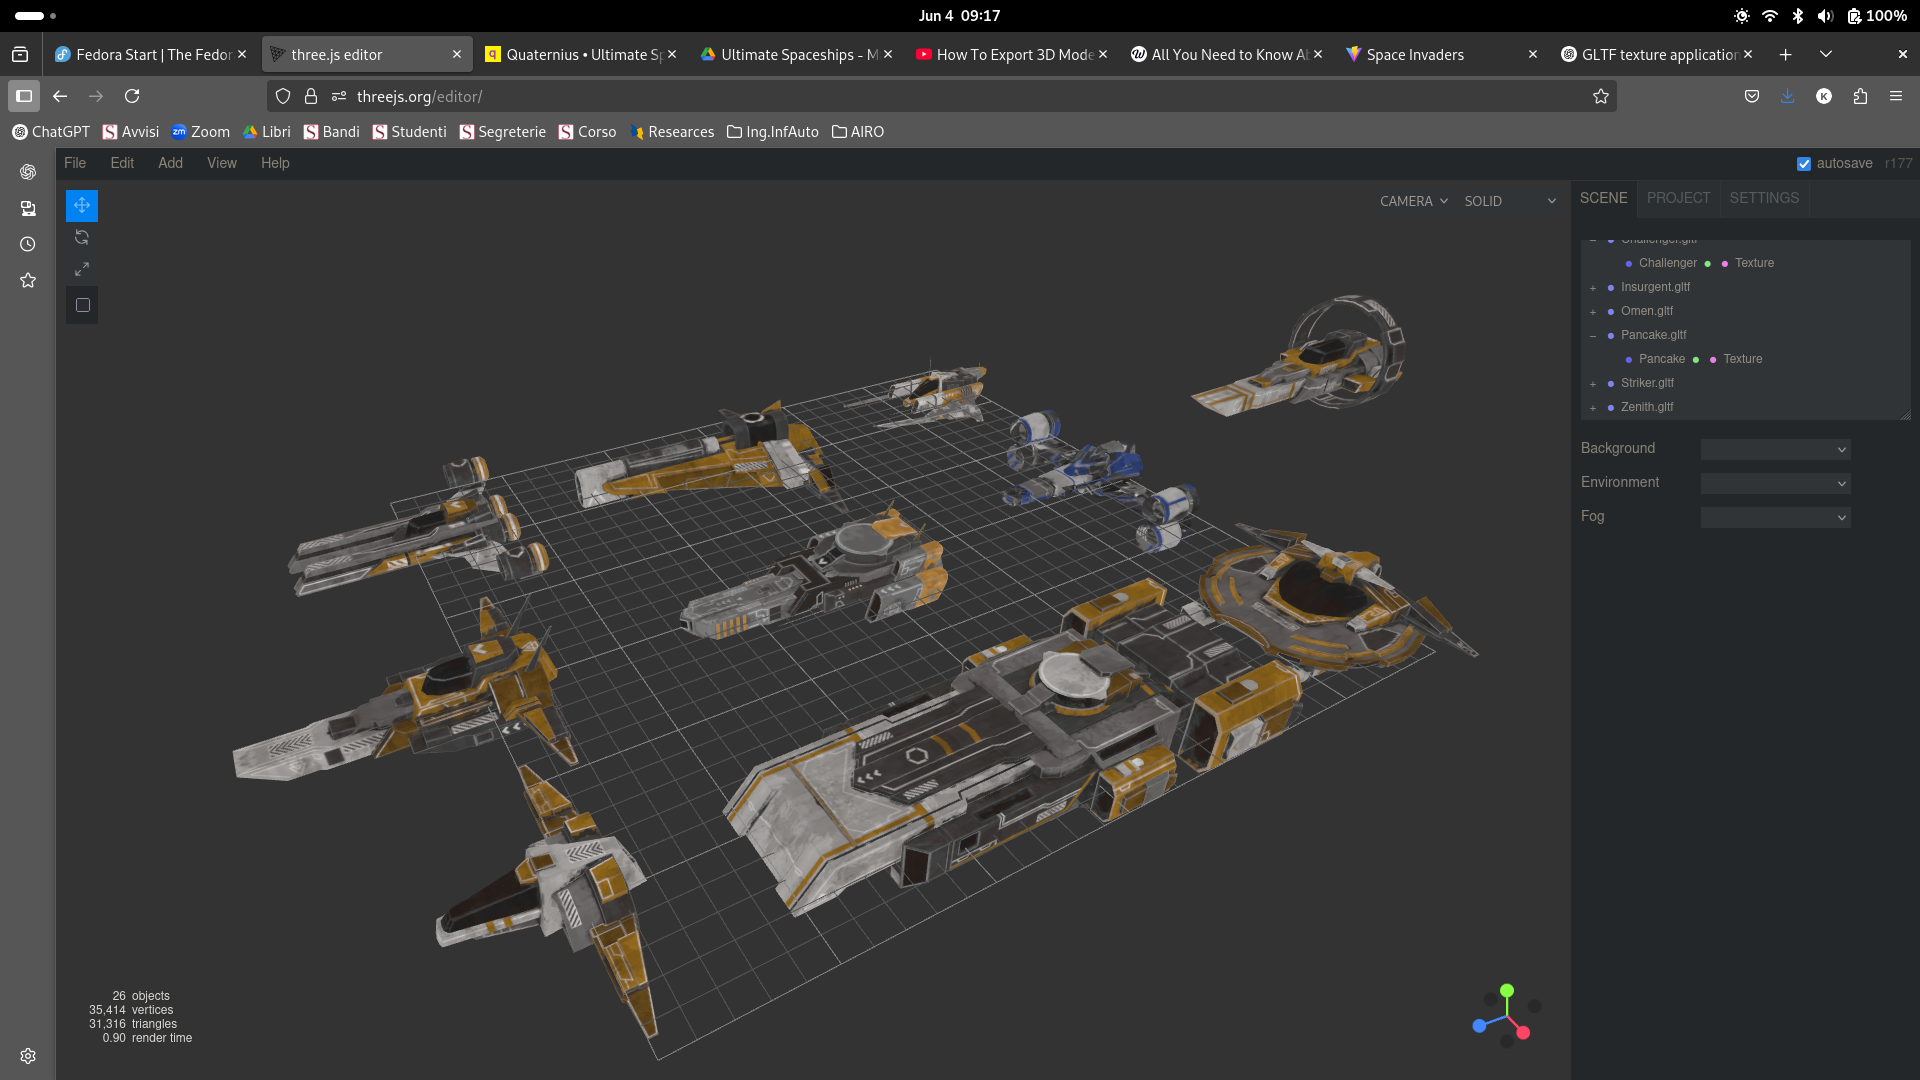 Jun 4 09:17
100%
Fedora Start | The Fedor
three.js editor
Quaternius • Ultimate Sp
Ultimate Spaceships - M
How To Export 3D Mode
All You Need to Know Al
Space Invaders
GLTF texture application
threejs.org/editor/
K
ChatGPT
Avvisi
zm Zoom
Libri
Bandi
Studenti
Segreterie
Corso
Researces
Ing.InfAuto
AIRO
File Edit Add View Help
autosave r177
CAMERA
SOLID
SCENE PROJECT SETTINGS
Challenger.gltf
Challenger Texture
Insurgent.gltf
Omen.gltf
Pancake.gltf
Pancake Texture
Striker.gltf
Zenith.gltf
Background
Environment
Fog
26 objects
35,414 vertices
31,316 triangles
0.90 render time